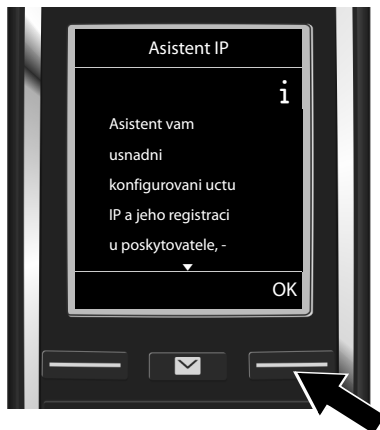 Asistent IP
i
Asistent vam
usnadni
konfigurovani uctu
IP a jeho registraci
u poskytovatele, -
OK